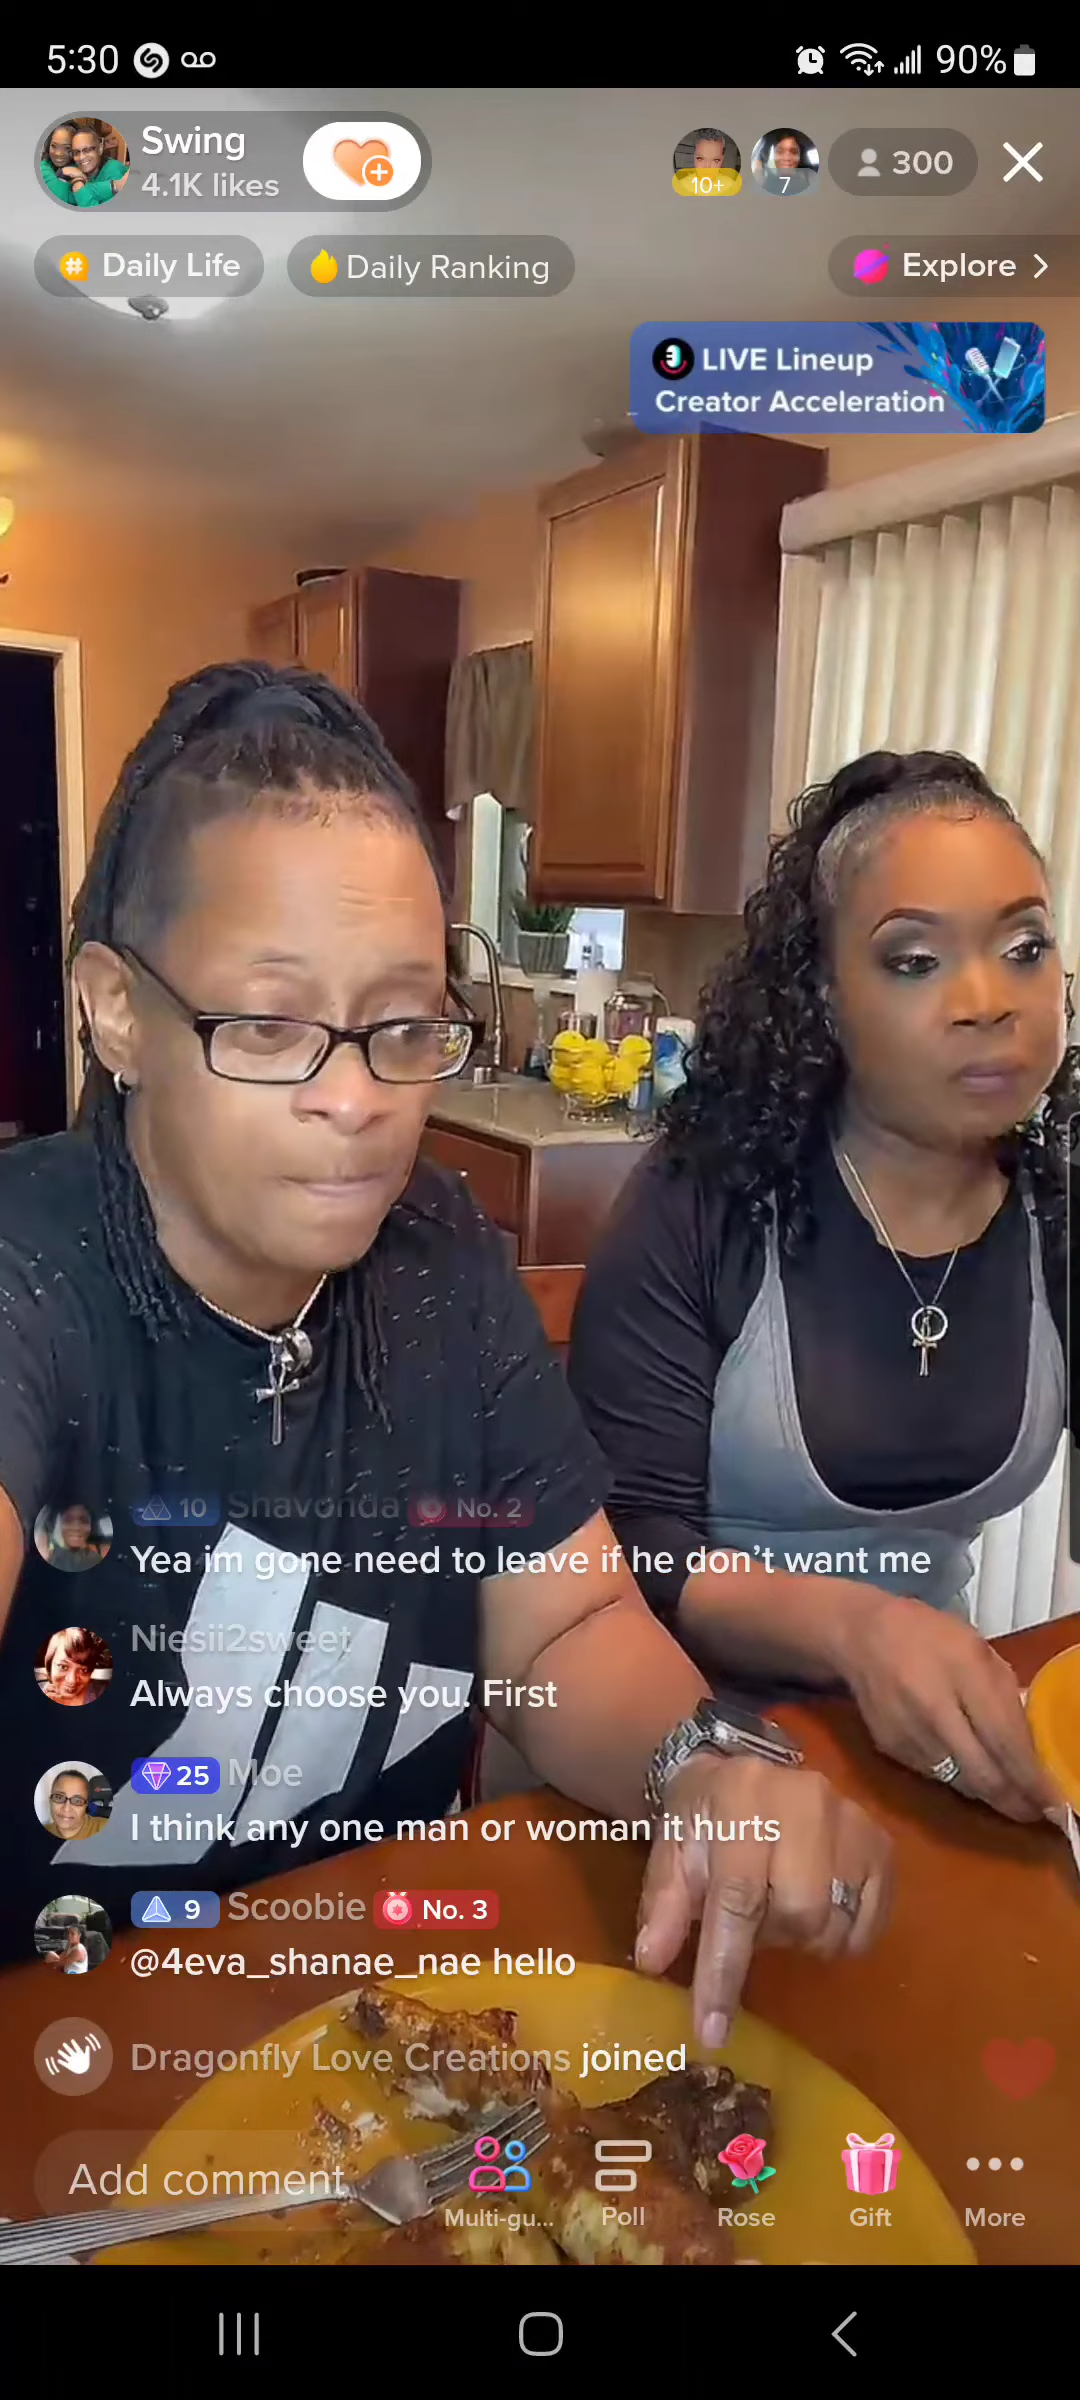 5:30
90%
Swing
4.1K likes
10+
7
300
Daily Life
Daily Ranking
Explore
LIVE Lineup
Creator Acceleration
10 Shavonda No. 2
Yea im gone need to leave if he don't want me
Niesii2sweet
Always choose you. First
25 Moe
I think any one man or woman it hurts
9 Scoobie No. 3
@4eva_shanae_nae hello
Dragonfly Love Creations joined
Add comment
Multi-gu...
Poll
Rose
Gift
More